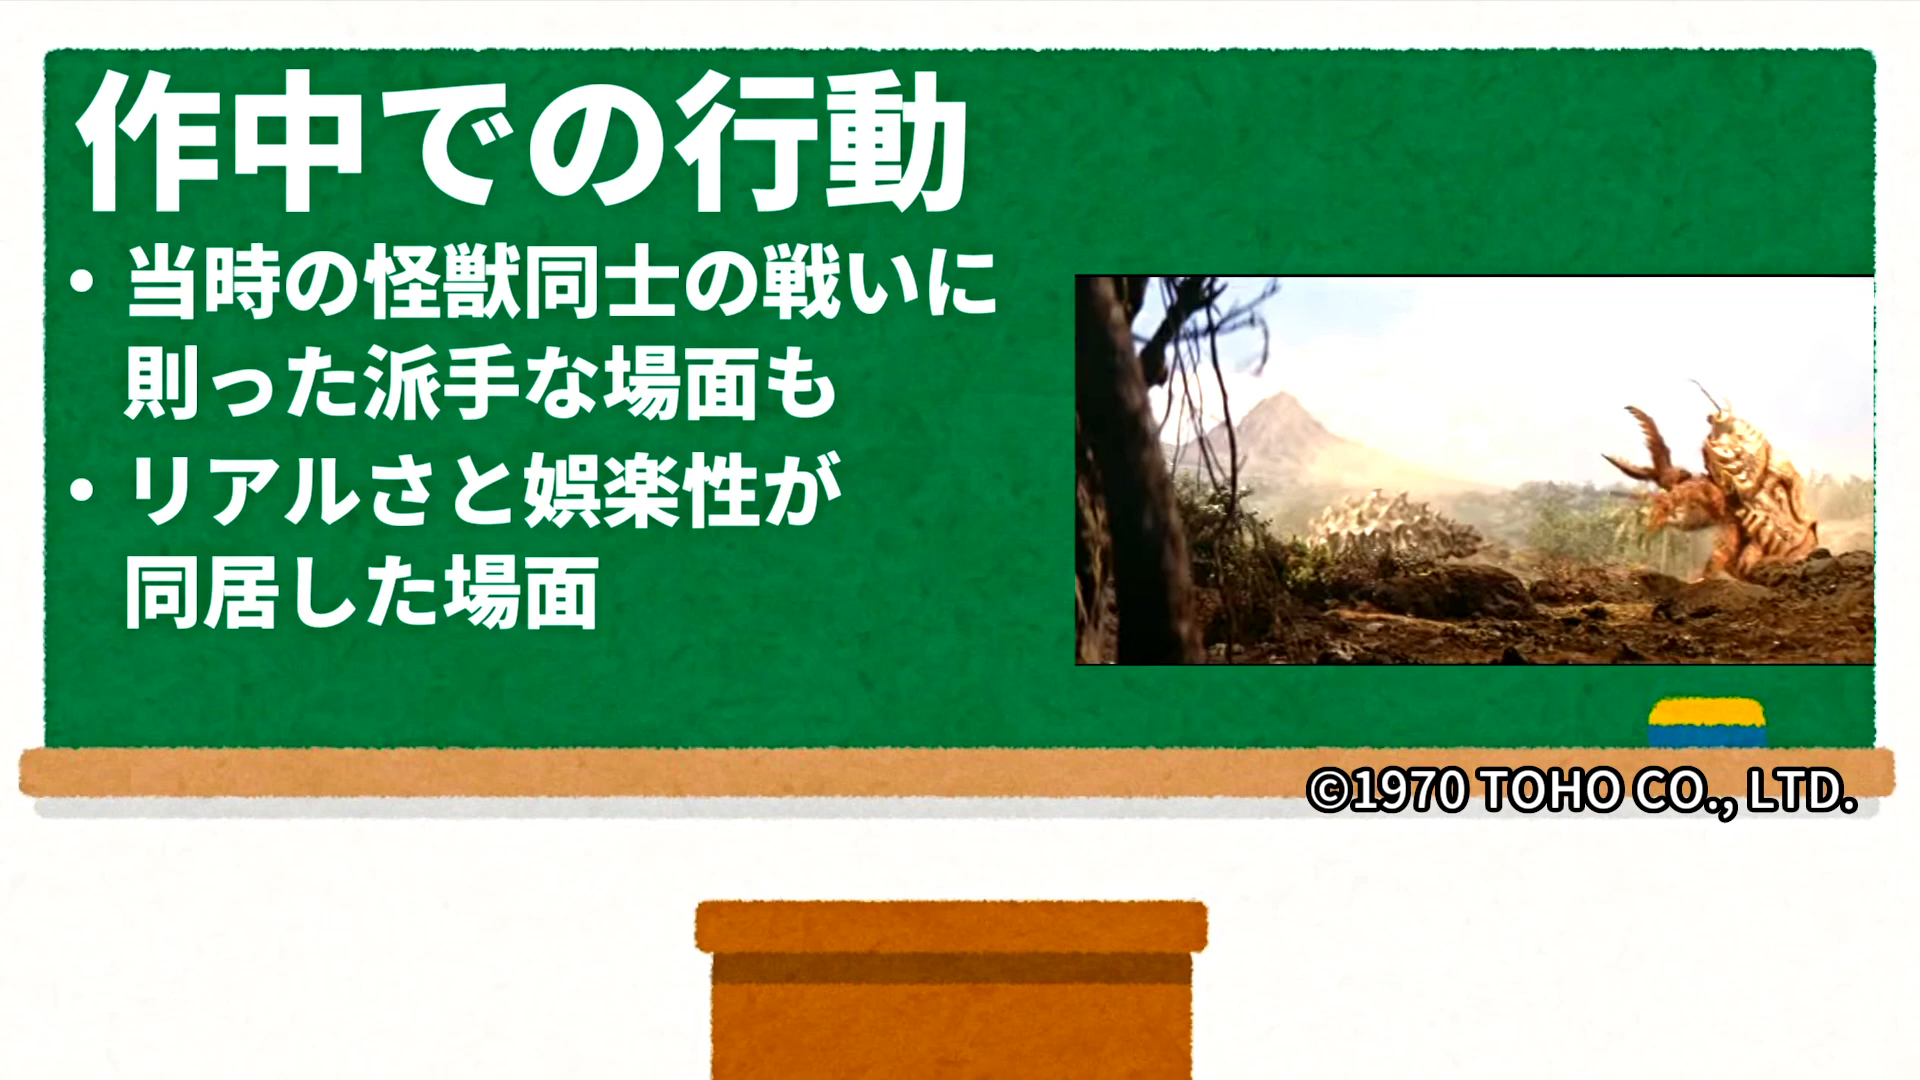 作中での行動
・当時の怪獣同士の戦いに
則った派手な場面も
・リアルさと娯楽性が
同居した場面
©1970 TOHO CO., LTD.